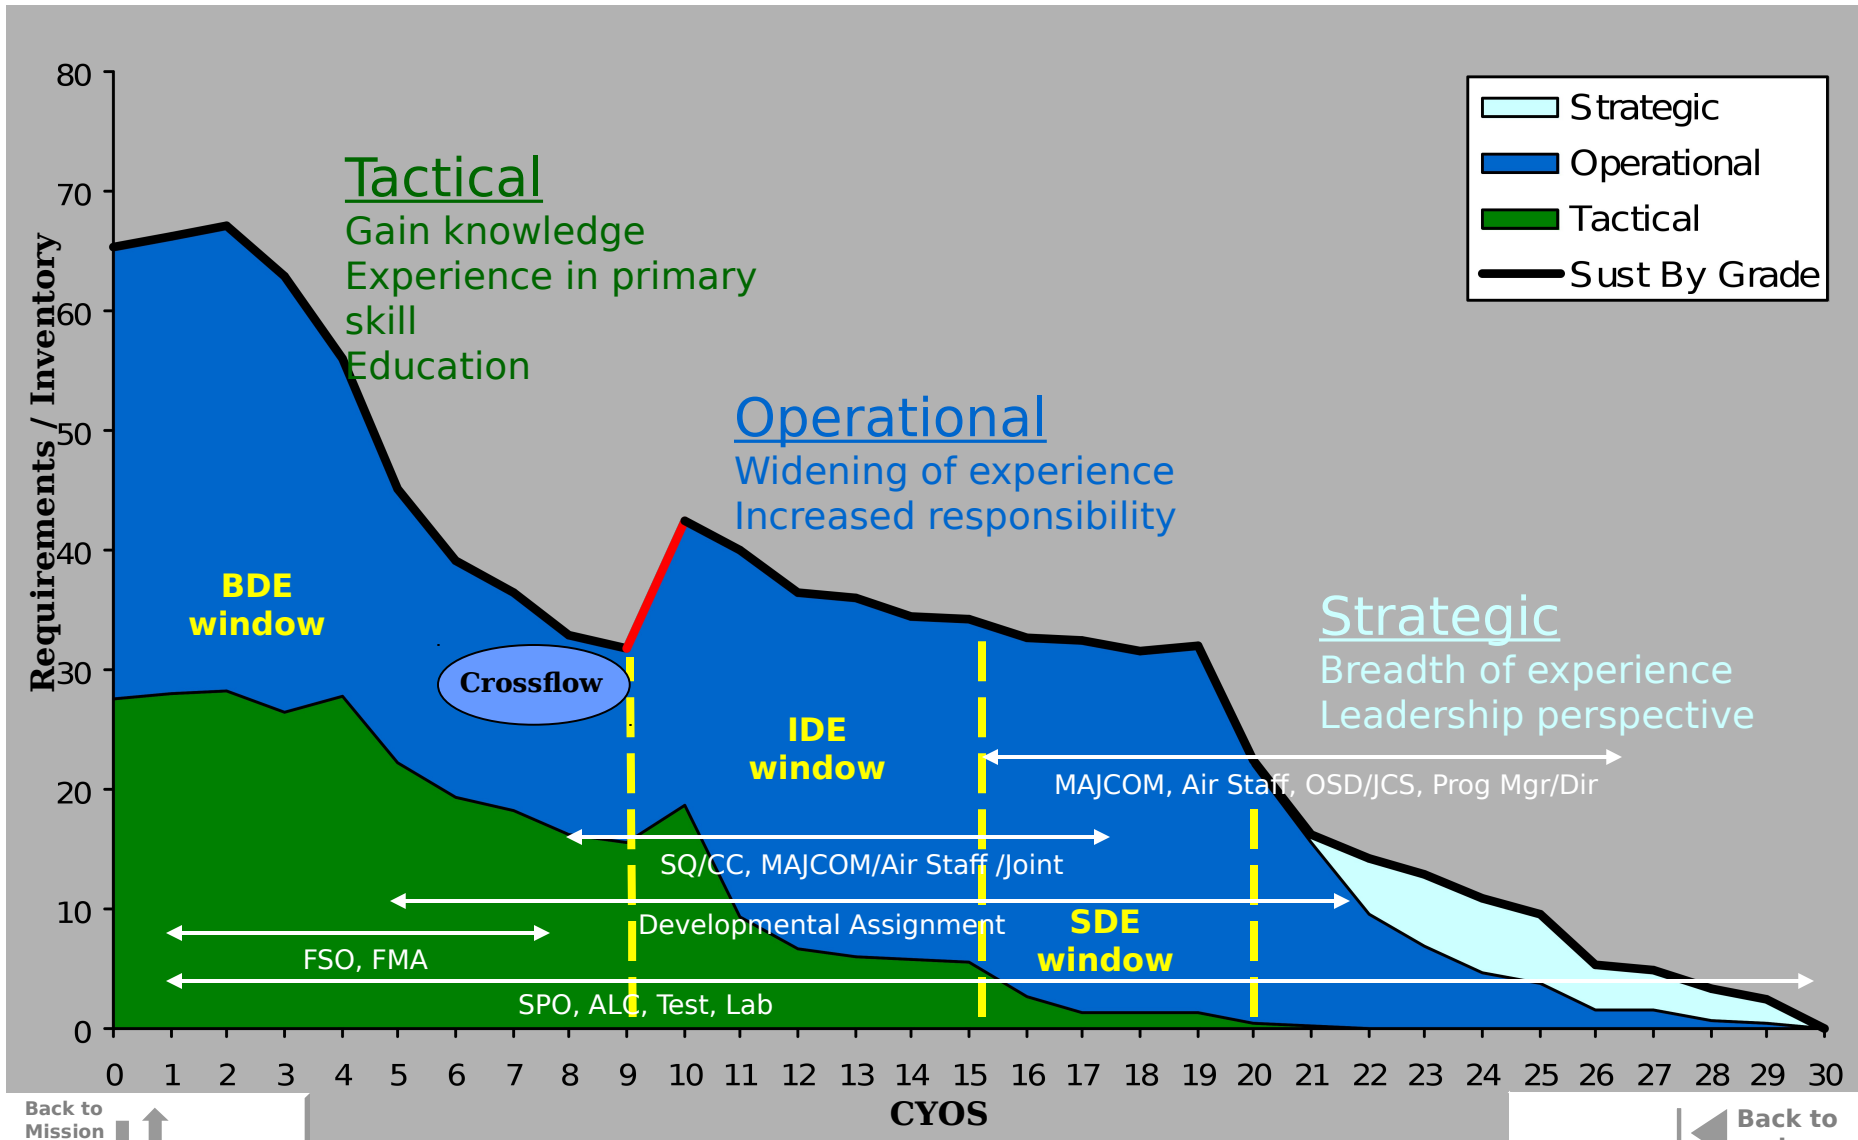 80
70
60
50
40
30
20
10
0
Requirements / Inventory
Strategic
Operational
Tactical
Sust By Grade
Tactical
Gain knowledge
Experience in primary
skill
Education
Operational
Widening of experience
Increased responsibility
Strategic
Breadth of experience
Leadership perspective
BDE
window
Crossflow
IDE
window
MAJCOM, Air Staff, OSD/JCS, Prog Mgr/Dir
SQ/CC, MAJCOM/Air Staff /Joint
Developmental Assignment
SDE
window
FSO, FMA
SPO, ALC, Test, Lab
0 1 2 3 4 5 6 7 8 9 10 11 12 13 14 15 16 17 18 19 20 21 22 23 24 25 26 27 28 29 30
CYOS
Back to
Mission
Back to